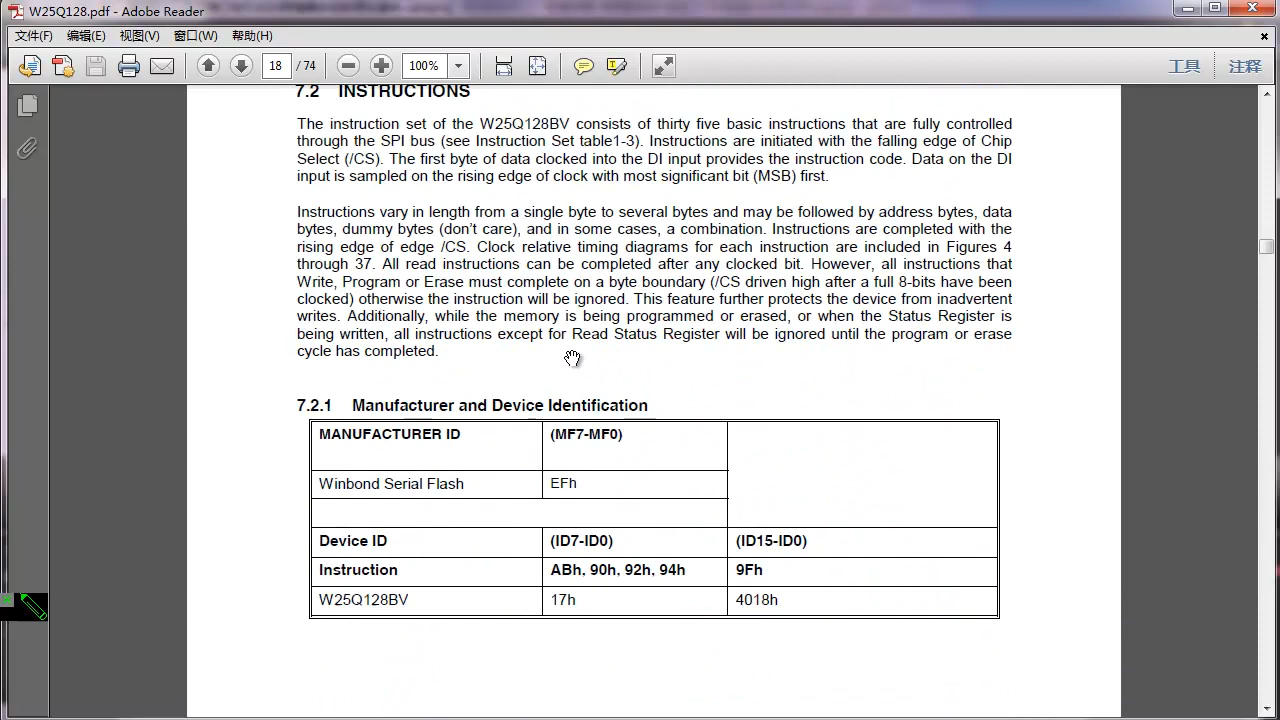 W25Q128.pdf - Adobe Reader
文件(F) 编辑(E) 视图(V) 窗口(W) 帮助(H)
18 / 74 100% 工具 注释
7.2 INSTRUCTIONS
The instruction set of the W25Q128BV consists of thirty five basic instructions that are fully controlled
through the SPI bus (see Instruction Set table1-3). Instructions are initiated with the falling edge of Chip
Select (/CS). The first byte of data clocked into the DI input provides the instruction code. Data on the DI
input is sampled on the rising edge of clock with most significant bit (MSB) first.
Instructions vary in length from a single byte to several bytes and may be followed by address bytes, data
bytes, dummy bytes (don’t care), and in some cases, a combination. Instructions are completed with the
rising edge of edge /CS. Clock relative timing diagrams for each instruction are included in Figures 4
through 37. All read instructions can be completed after any clocked bit. However, all instructions that
Write, Program or Erase must complete on a byte boundary (/CS driven high after a full 8-bits have been
clocked) otherwise the instruction will be ignored. This feature further protects the device from inadvertent
writes. Additionally, while the memory is being programmed or erased, or when the Status Register is
being written, all instructions except for Read Status Register will be ignored until the program or erase
cycle has completed.
7.2.1 Manufacturer and Device Identification
MANUFACTURER ID (MF7-MF0)
Winbond Serial Flash EFh
Device ID (ID7-ID0) (ID15-ID0)
Instruction ABh, 90h, 92h, 94h 9Fh
W25Q128BV 17h 4018h